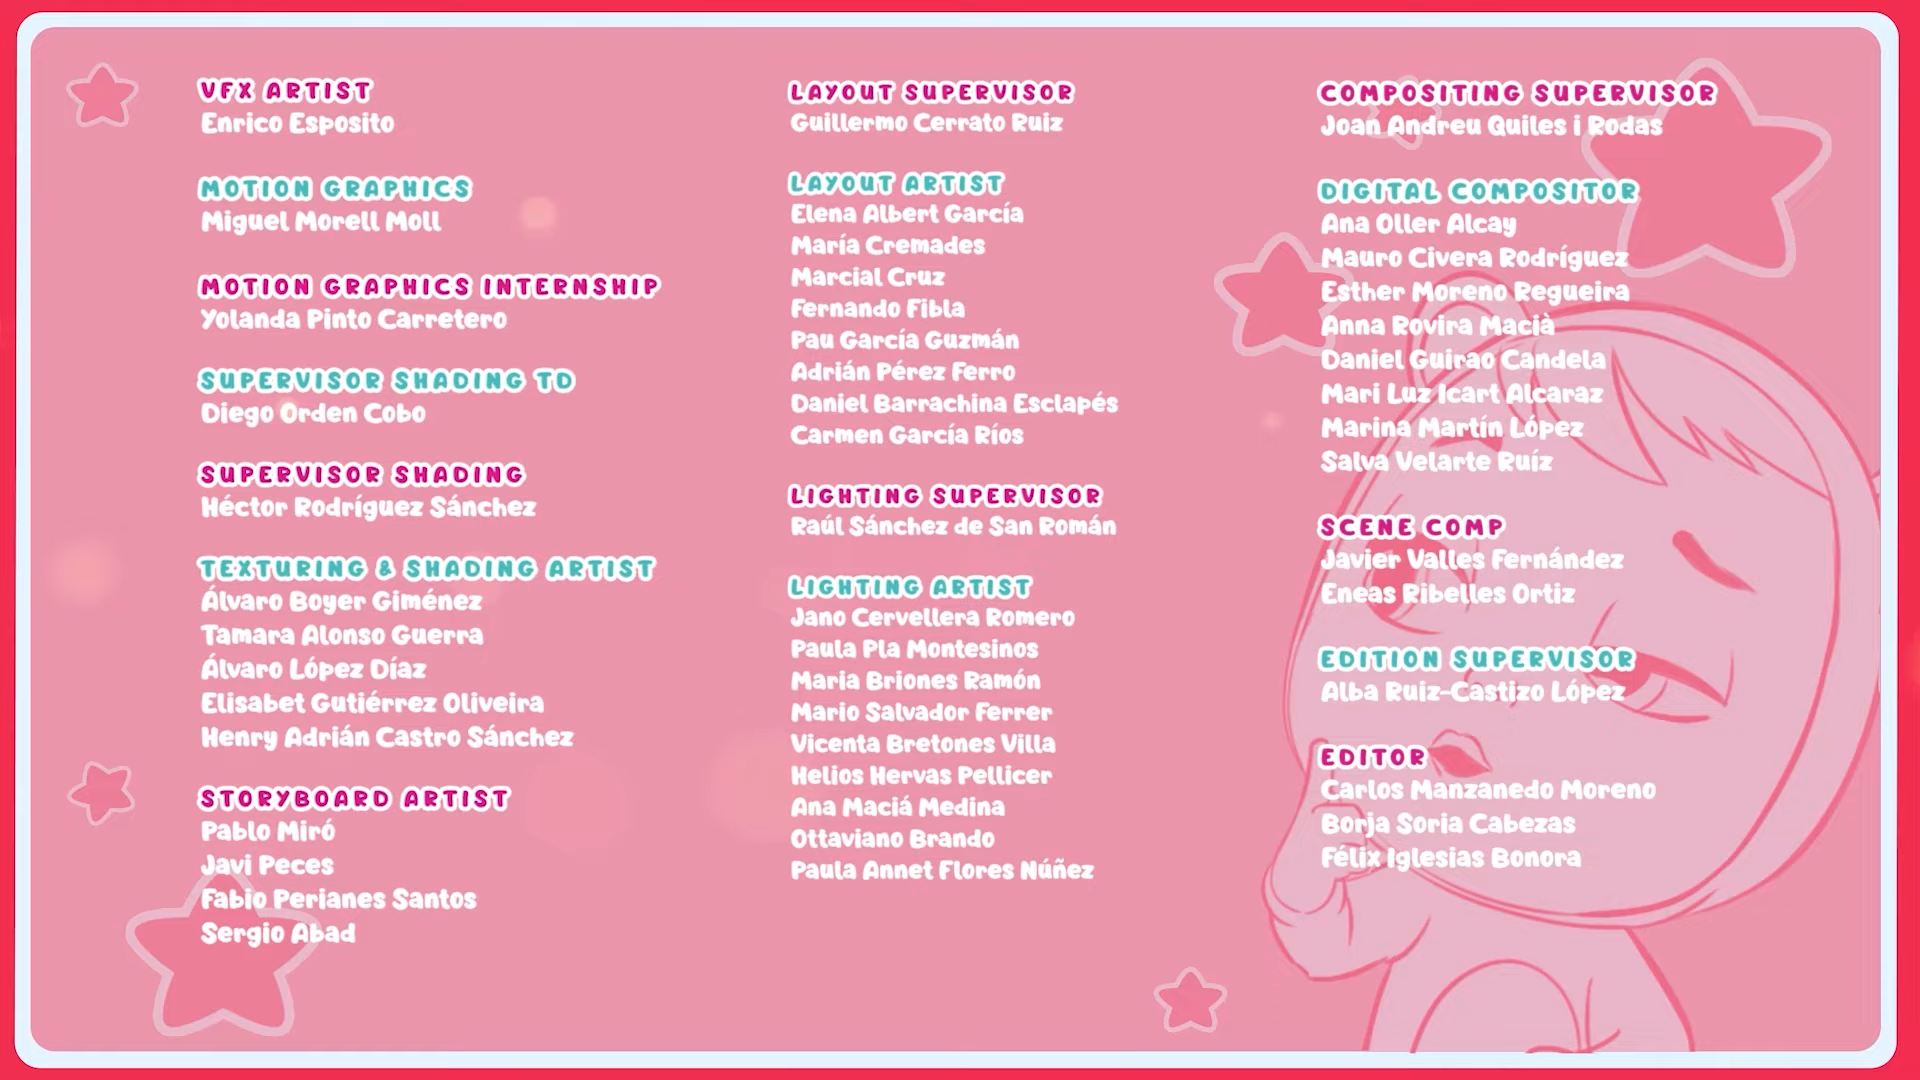 VFX ARTIST
Enrico Esposito
MOTION GRAPHICS
Miguel Morell Moll
MOTION GRAPHICS INTERNSHIP
Yolanda Pinto Carretero
SUPERVISOR SHADING TD
Diego Orden Cobo
SUPERVISOR SHADING
Héctor Rodríguez Sánchez
TEXTURING & SHADING ARTIST
Álvaro Boyer Giménez
Tamara Alonso Guerra
Álvaro López Díaz
Elisabet Gutiérrez Oliveira
Henry Adrián Castro Sánchez
STORYBOARD ARTIST
Pablo Miró
Javi Peces
Fabio Perianes Santos
Sergio Abad
LAYOUT SUPERVISOR
Guillermo Cerrato Ruiz
LAYOUT ARTIST
Elena Albert García
María Cremades
Marcial Cruz
Fernando Fibla
Pau García Guzmán
Adrián Pérez Ferro
Daniel Barrachina Esclapés
Carmen García Ríos
LIGHTING SUPERVISOR
Raúl Sánchez de San Román
LIGHTING ARTIST
Jano Cervellera Romero
Paula Pla Montesinos
Maria Briones Ramón
Mario Salvador Ferrer
Vicenta Bretones Villa
Helios Hervas Pellicer
Ana Maciá Medina
Ottaviano Brando
Paula Annet Flores Núñez
COMPOSITING SUPERVISOR
Joan Andreu Quiles i Rodas
DIGITAL COMPOSITOR
Ana Oller Alcay
Mauro Civera Rodríguez
Esther Moreno Regueira
Anna Rovira Macià
Daniel Guirao Candela
Mari Luz Icart Alcaraz
Marina Martín López
Salva Velarte Ruíz
SCENE COMP
Javier Valles Fernández
Eneas Ribelles Ortiz
EDITION SUPERVISOR
Alba Ruiz-Castizo López
EDITOR
Carlos Manzanedo Moreno
Borja Soria Cabezas
Félix Iglesias Bonora